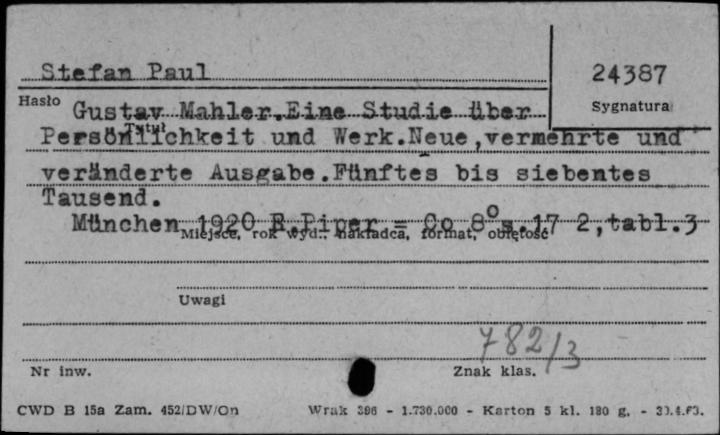 Stefan Paul
24387
Hasło
Sygnatura
Gustav Mahler.Eine Studie über
Tytuł
Persönlichkeit und Werk.Neue,vermehrte und
veränderte Ausgabe.Fünftes bis siebentes
Tausend.
München 1920 R.Piper = Co 8° s.17 2,tabl.3
Miejsce, rok wyd., nakładca, format, objętość
Uwagi
782/3
Nr inw.
Znak klas.
CWD B 15a Zam. 452/DW/On Wrak 396 - 1.730.000 - Karton 5 kl. 180 g. - 30.4.63.